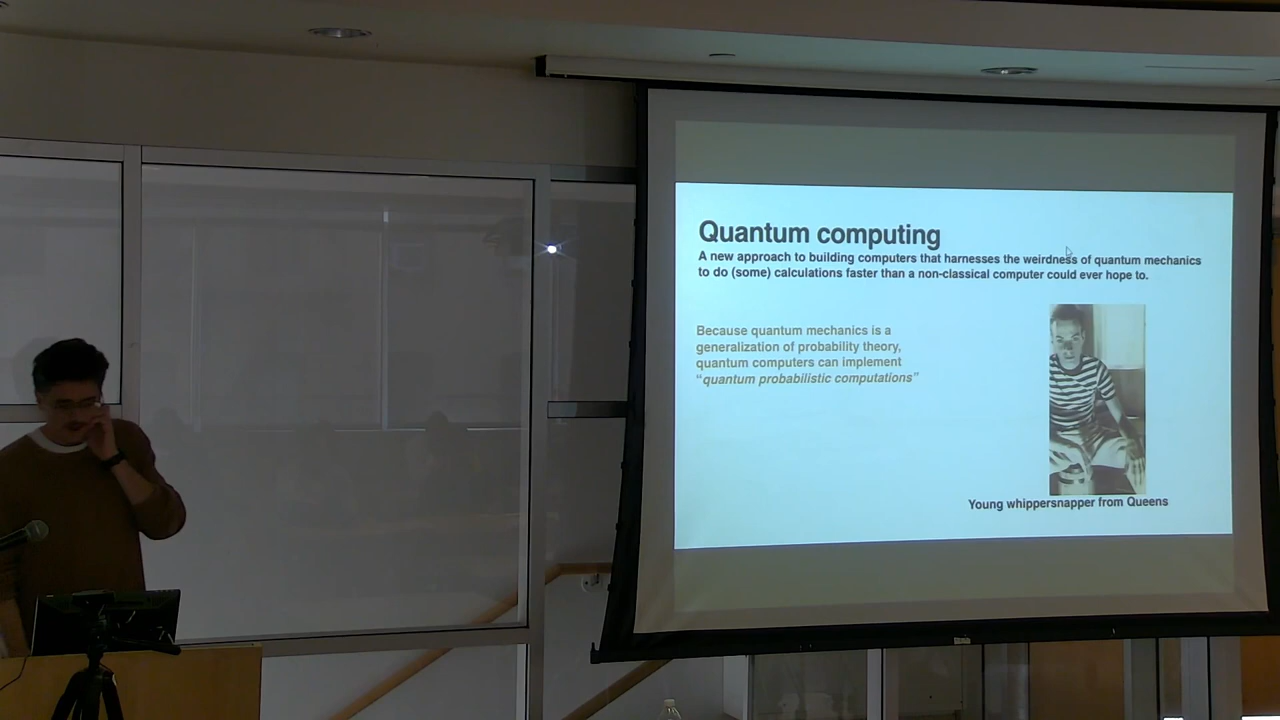 Quantum computing
A new approach to building computers that harnesses the weirdness of quantum mechanics
to do (some) calculations faster than a non-classical computer could ever hope to.
Because quantum mechanics is a
generalization of probability theory,
quantum computers can implement
“quantum probabilistic computations”
Young whippersnapper from Queens